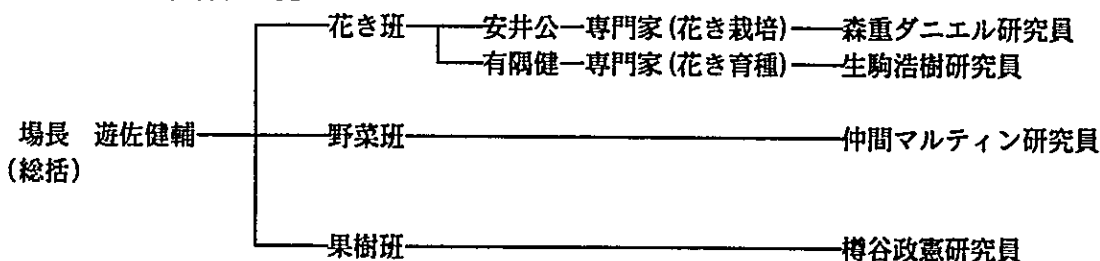 花き班 安井公一専門家(花き栽培) 森重ダニエル研究員
有隅健一専門家(花き育種) 生駒浩樹研究員
場長 遊佐健輔 野菜班 仲間マルティン研究員
(総括)
果樹班 樽谷政憲研究員